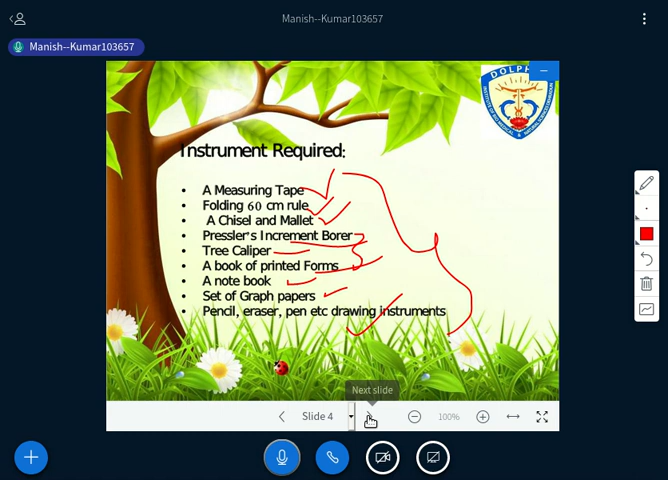 Manish--Kumar103657
Manish--Kumar103657
DOLPH
Instrument Required:
• A Measuring Tape
• Folding 60 cm rule
• A Chisel and Mallet
• Pressler's Increment Borer
• Tree Caliper
• A book of printed Forms
• A note book
• Set of Graph papers
• Pencil, eraser, pen etc drawing instruments
Next slide
Slide 4
100%